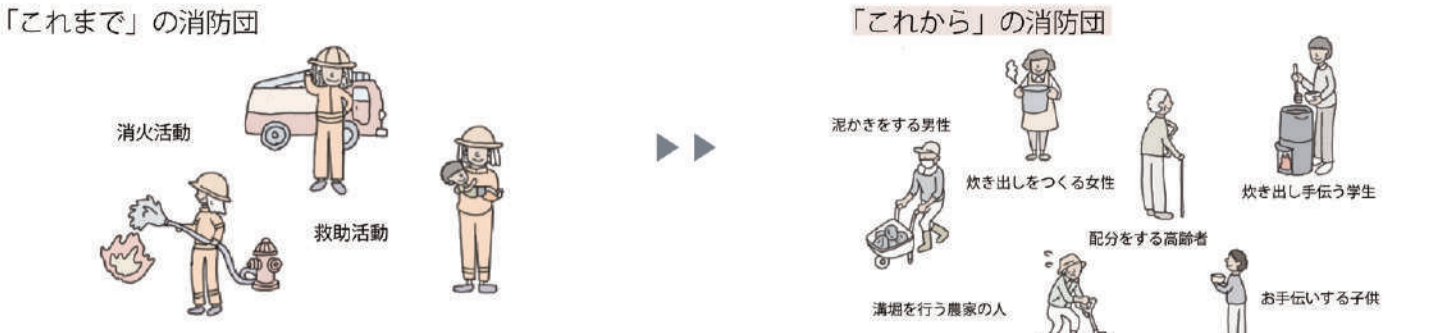 「これまで」の消防団
消火活動
救助活動
「これから」の消防団
泥かきをする男性
炊き出しをつくる女性
炊き出し手伝う学生
配分をする高齢者
溝堀を行う農家の人
お手伝いする子供